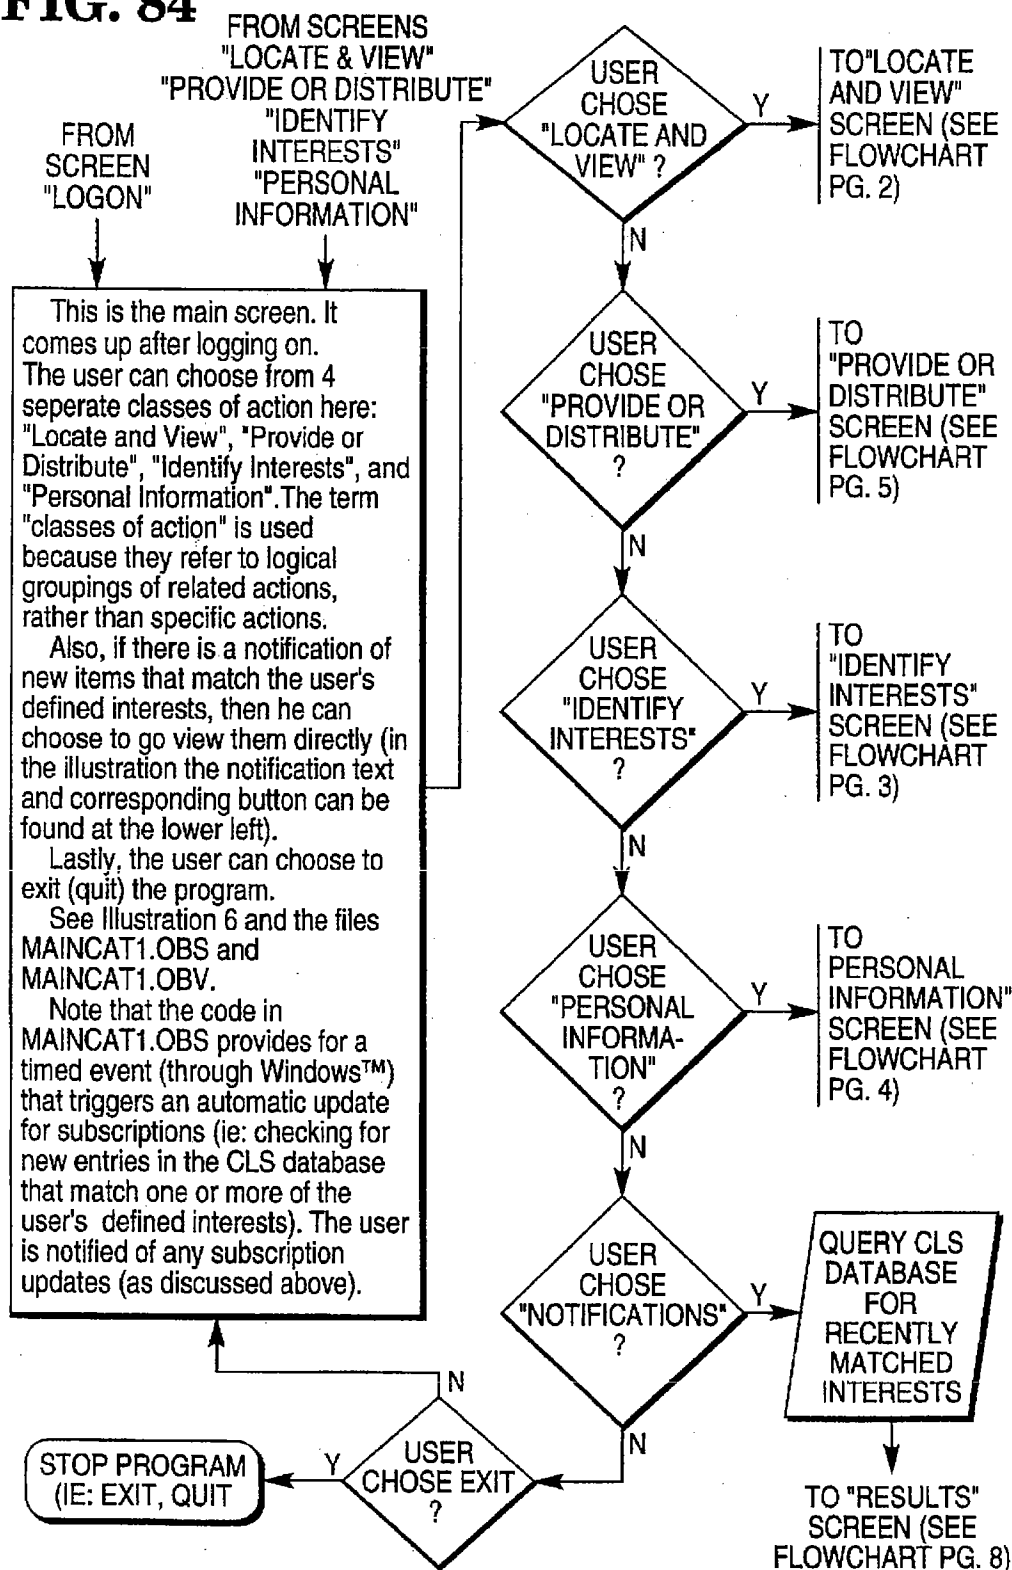 FIG. 84
FROM SCREENS
"LOCATE & VIEW"
"PROVIDE OR DISTRIBUTE"
"IDENTIFY
INTERESTS"
"PERSONAL
INFORMATION"
FROM
SCREEN
"LOGON"
This is the main screen. It
comes up after logging on.
The user can choose from 4
seperate classes of action here:
"Locate and View", "Provide or
Distribute", "Identify Interests", and
"Personal Information".The term
"classes of action" is used
because they refer to logical
groupings of related actions,
rather than specific actions.
Also, if there is a notification of
new items that match the user's
defined interests, then he can
choose to go view them directly (in
the illustration the notification text
and corresponding button can be
found at the lower left).
Lastly, the user can choose to
exit (quit) the program.
See Illustration 6 and the files
MAINCAT1.OBS and
MAINCAT1.OBV.
Note that the code in
MAINCAT1.OBS provides for a
timed event (through Windows™)
that triggers an automatic update
for subscriptions (ie: checking for
new entries in the CLS database
that match one or more of the
user's defined interests). The user
is notified of any subscription
updates (as discussed above).
USER
CHOSE
"LOCATE AND
VIEW" ?
Y
TO"LOCATE
AND VIEW"
SCREEN (SEE
FLOWCHART
PG. 2)
N
USER
CHOSE
"PROVIDE OR
DISTRIBUTE"
?
Y
TO
"PROVIDE OR
DISTRIBUTE"
SCREEN (SEE
FLOWCHART
PG. 5)
N
USER
CHOSE
"IDENTIFY
INTERESTS"
?
Y
TO
"IDENTIFY
INTERESTS"
SCREEN (SEE
FLOWCHART
PG. 3)
N
USER
CHOSE
"PERSONAL
INFORMA-
TION"
?
Y
TO
PERSONAL
INFORMATION"
SCREEN (SEE
FLOWCHART
PG. 4)
N
USER
CHOSE
"NOTIFICATIONS"
?
Y
QUERY CLS
DATABASE
FOR
RECENTLY
MATCHED
INTERESTS
TO "RESULTS"
SCREEN (SEE
FLOWCHART PG. 8)
N
USER
CHOSE EXIT
?
N
Y
STOP PROGRAM
(IE: EXIT, QUIT